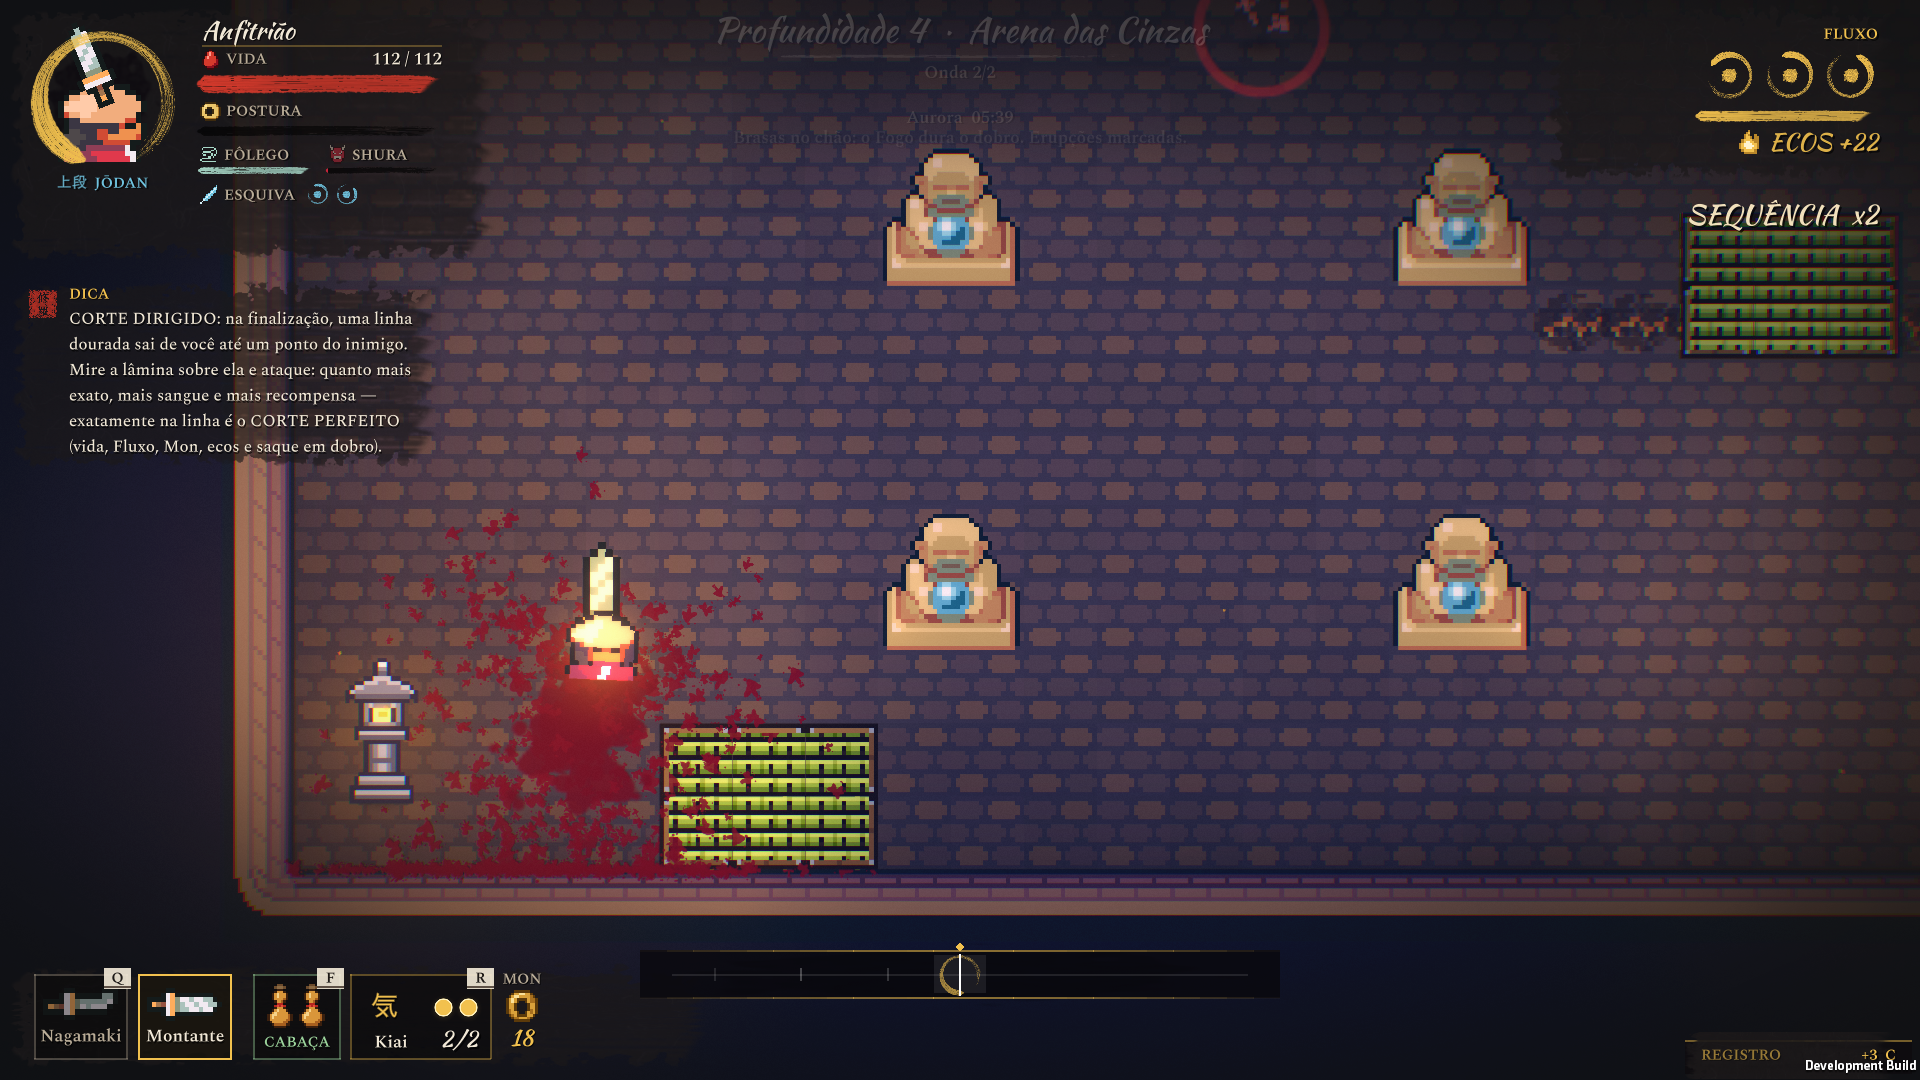 Anfitrião
VIDA 112 / 112
POSTURA
FÔLEGO SHURA
ESQUIVA
上段 JŌDAN
Profundidade 4 · Arena das Cinzas
Onda 2/2
Aurora 05:39
Brasas no chão: o Fogo dura o dobro. Erupções marcadas.
FLUXO
ECOS +22
SEQUÊNCIA x2
DICA
CORTE DIRIGIDO: na finalização, uma linha
dourada sai de você até um ponto do inimigo.
Mire a lâmina sobre ela e ataque: quanto mais
exato, mais sangue e mais recompensa —
exatamente na linha é o CORTE PERFEITO
(vida, Fluxo, Mon, ecos e saque em dobro).
Q
Nagamaki
Montante
F
CABAÇA
R
気
Kiai 2/2
MON
18
REGISTRO +3 C
Development Build